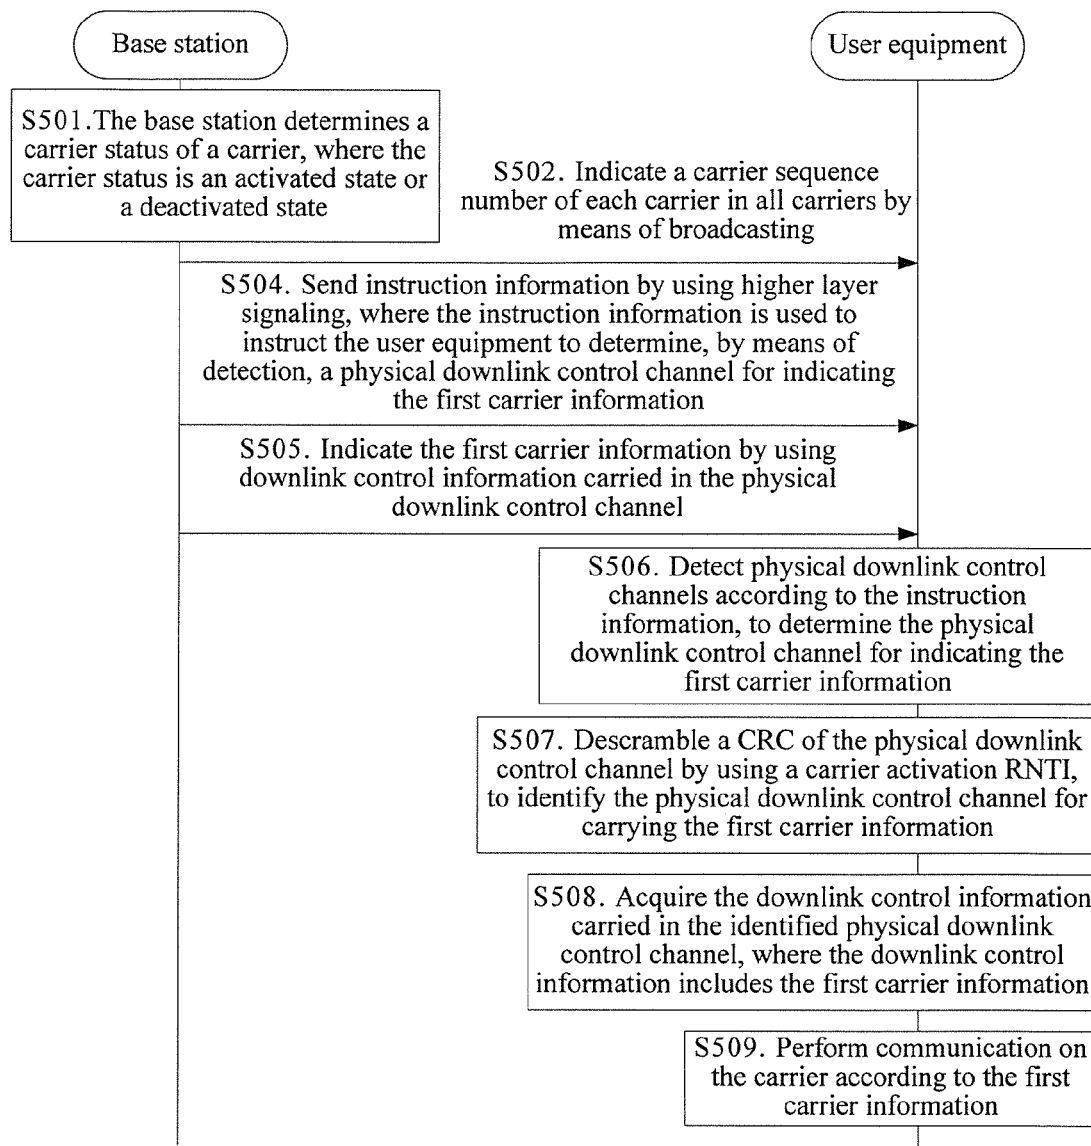 Base station
User equipment
S501.The base station determines a
carrier status of a carrier, where the
carrier status is an activated state or
a deactivated state
S502. Indicate a carrier sequence
number of each carrier in all carriers by
means of broadcasting
S504. Send instruction information by using higher layer
signaling, where the instruction information is used to
instruct the user equipment to determine, by means of
detection, a physical downlink control channel for indicating
the first carrier information
S505. Indicate the first carrier information by using
downlink control information carried in the physical
downlink control channel
S506. Detect physical downlink control
channels according to the instruction
information, to determine the physical
downlink control channel for indicating the
first carrier information
S507. Descramble a CRC of the physical downlink
control channel by using a carrier activation RNTI,
to identify the physical downlink control channel for
carrying the first carrier information
S508. Acquire the downlink control information
carried in the identified physical downlink
control channel, where the downlink control
information includes the first carrier information
S509. Perform communication on
the carrier according to the first
carrier information